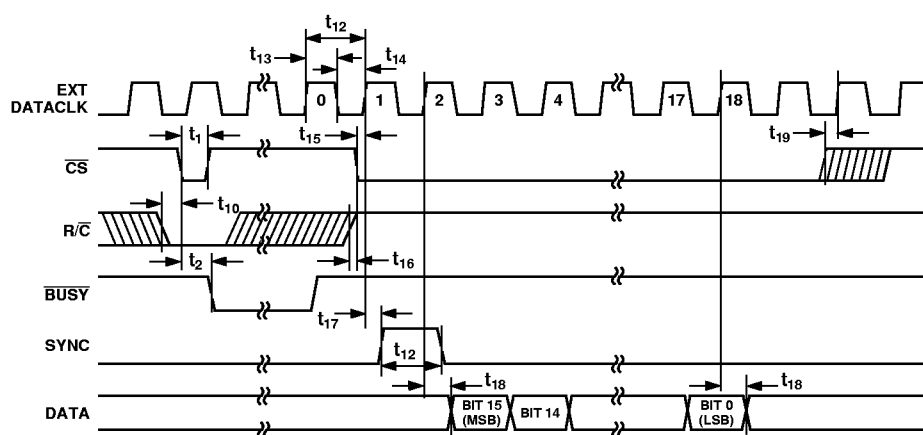 t12
t13
t14
EXT
DATACLK
0
1
2
3
4
17
18
t1
t15
t19
CS
t10
R/C
t2
t16
BUSY
t17
SYNC
t12
t18
t18
DATA
BIT 15
(MSB)
BIT 14
BIT 0
(LSB)